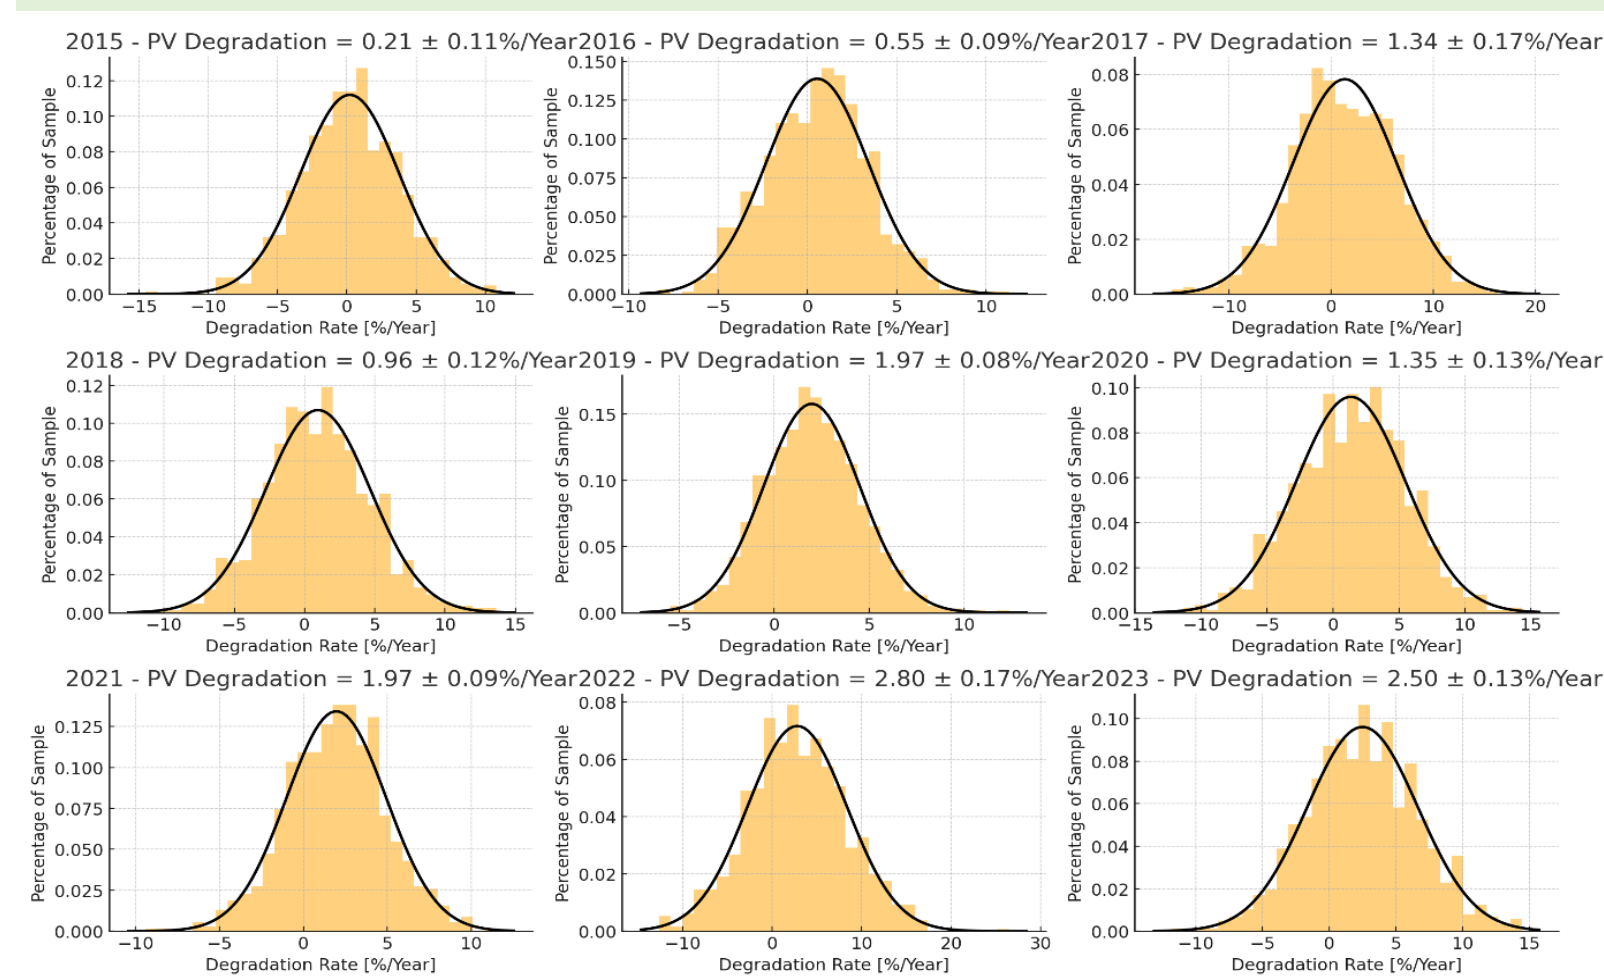 2015 - PV Degradation = 0.21 ± 0.11%/Year
Percentage of Sample
0.12
0.10
0.08
0.06
0.04
0.02
0.00
−15 −10 −5 0 5 10
Degradation Rate [%/Year]
2016 - PV Degradation = 0.55 ± 0.09%/Year
Percentage of Sample
0.150
0.125
0.100
0.075
0.050
0.025
0.000
−10 −5 0 5 10
Degradation Rate [%/Year]
2017 - PV Degradation = 1.34 ± 0.17%/Year
Percentage of Sample
0.08
0.06
0.04
0.02
0.00
−10 0 10 20
Degradation Rate [%/Year]
2018 - PV Degradation = 0.96 ± 0.12%/Year
Percentage of Sample
0.12
0.10
0.08
0.06
0.04
0.02
0.00
−10 −5 0 5 10 15
Degradation Rate [%/Year]
2019 - PV Degradation = 1.97 ± 0.08%/Year
Percentage of Sample
0.15
0.10
0.05
0.00
−5 0 5 10
Degradation Rate [%/Year]
2020 - PV Degradation = 1.35 ± 0.13%/Year
Percentage of Sample
0.10
0.08
0.06
0.04
0.02
0.00
−15 −10 −5 0 5 10 15
Degradation Rate [%/Year]
2021 - PV Degradation = 1.97 ± 0.09%/Year
Percentage of Sample
0.125
0.100
0.075
0.050
0.025
0.000
−10 −5 0 5 10
Degradation Rate [%/Year]
2022 - PV Degradation = 2.80 ± 0.17%/Year
Percentage of Sample
0.08
0.06
0.04
0.02
0.00
−10 0 10 20 30
Degradation Rate [%/Year]
2023 - PV Degradation = 2.50 ± 0.13%/Year
Percentage of Sample
0.10
0.08
0.06
0.04
0.02
0.00
−10 −5 0 5 10 15
Degradation Rate [%/Year]